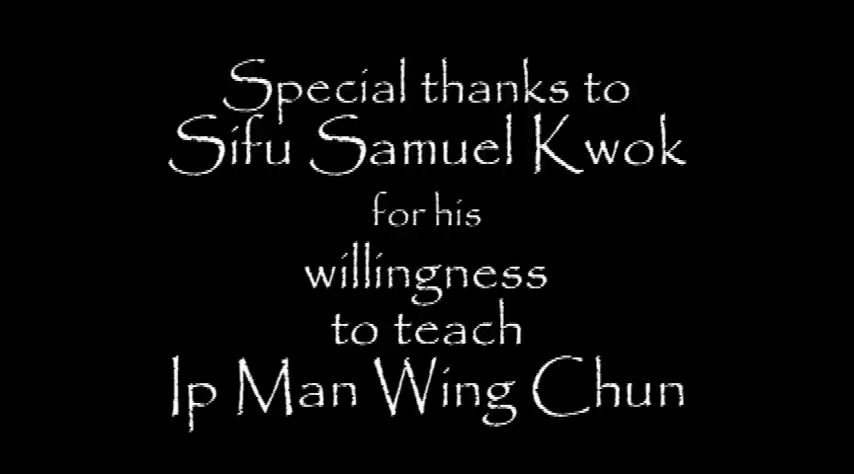 Special thanks to
Sifu Samuel Kwok
for his
willingness
to teach
Ip Man Wing Chun